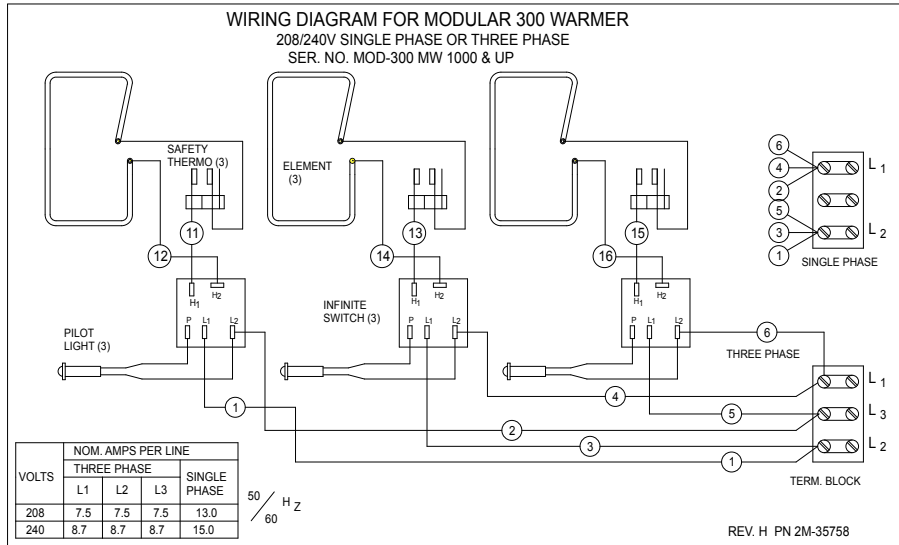 WIRING DIAGRAM FOR MODULAR 300 WARMER
208/240V SINGLE PHASE OR THREE PHASE
SER. NO. MOD-300 MW 1000 & UP
SAFETY
THERMO (3)
ELEMENT
(3)
11
12
13
14
15
16
H1
H2
P
L1
L2
H1
H2
P
L1
L2
H1
H2
P
L1
L2
PILOT
LIGHT (3)
INFINITE
SWITCH (3)
6
4
2
5
3
1
L 1
L 2
SINGLE PHASE
6
THREE PHASE
4
5
1
2
3
1
L 1
L 3
L 2
TERM. BLOCK
VOLTS
NOM. AMPS PER LINE
THREE PHASE
SINGLE
PHASE
L1 L2 L3
208 7.5 7.5 7.5 13.0
240 8.7 8.7 8.7 15.0
50/60 HZ
REV. H PN 2M-35758